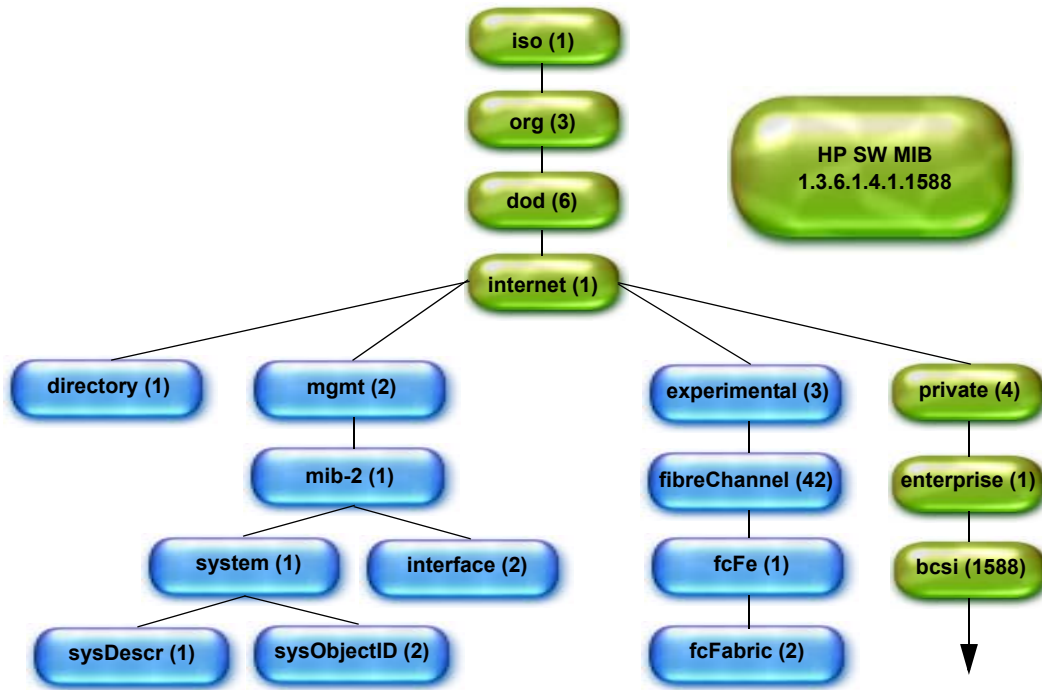 iso (1)
org (3)
HP SW MIB
1.3.6.1.4.1.1588
dod (6)
internet (1)
directory (1)
mgmt (2)
experimental (3)
private (4)
mib-2 (1)
fibreChannel (42)
enterprise (1)
system (1)
interface (2)
fcFe (1)
bcsi (1588)
sysDescr (1)
sysObjectID (2)
fcFabric (2)